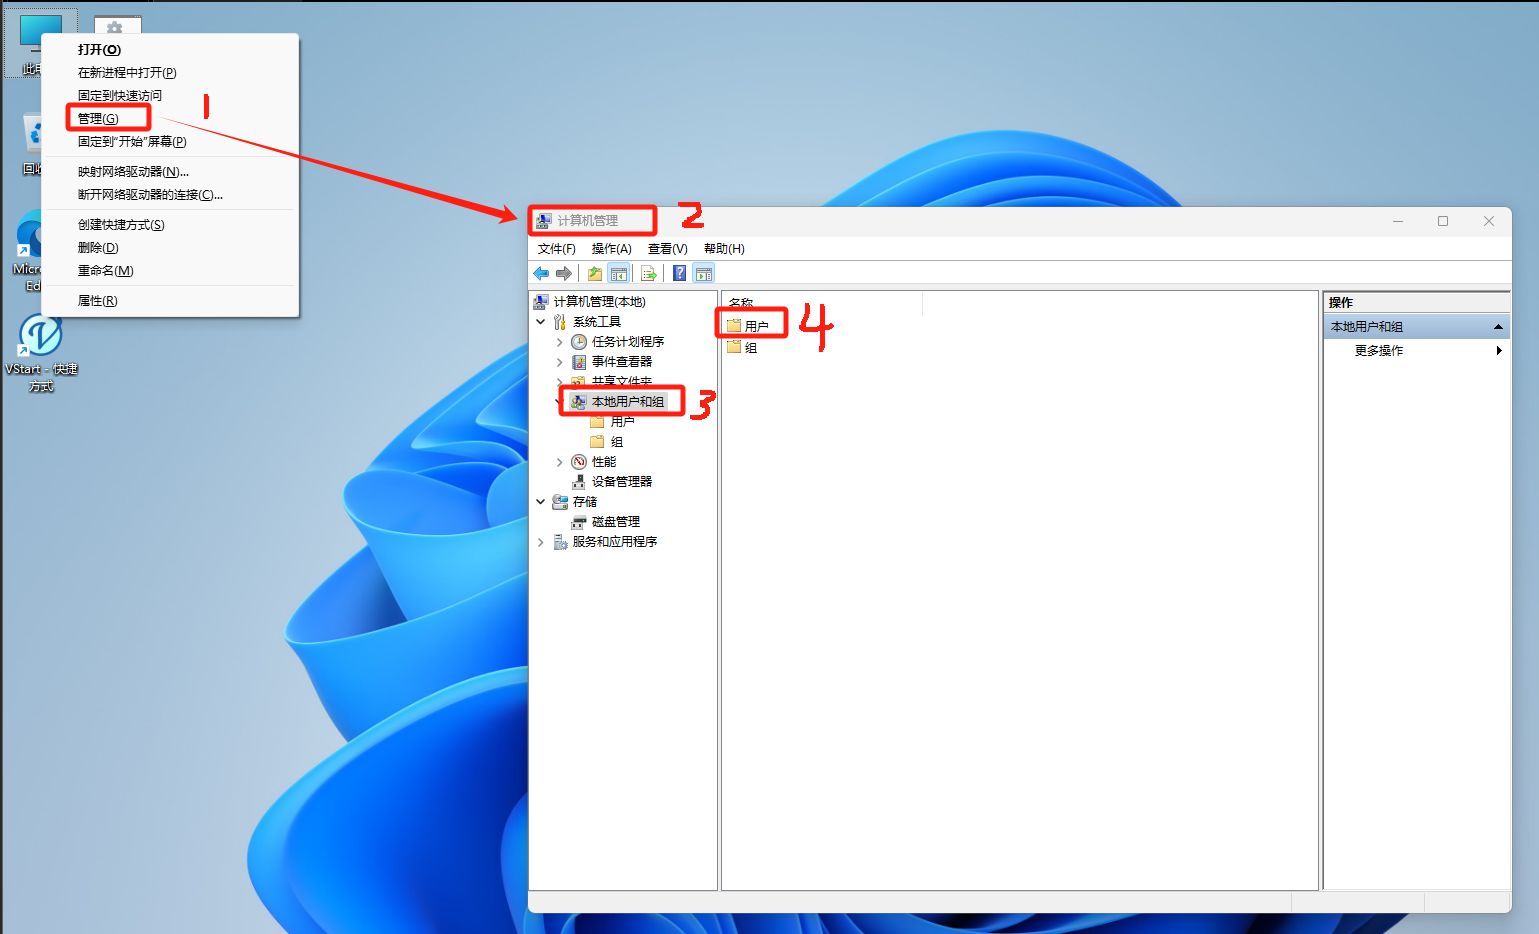 此电
打开(O)
在新进程中打开(P)
固定到快速访问
管理(G)
固定到"开始"屏幕(P)
映射网络驱动器(N)...
断开网络驱动器的连接(C)...
创建快捷方式(S)
删除(D)
重命名(M)
属性(R)
1
回收
Micro
Ed
VStart - 快捷
方式
计算机管理
2
文件(F) 操作(A) 查看(V) 帮助(H)
计算机管理(本地)
系统工具
任务计划程序
事件查看器
共享文件夹
本地用户和组
3
用户
组
性能
设备管理器
存储
磁盘管理
服务和应用程序
名称
用户
4
组
操作
本地用户和组
更多操作